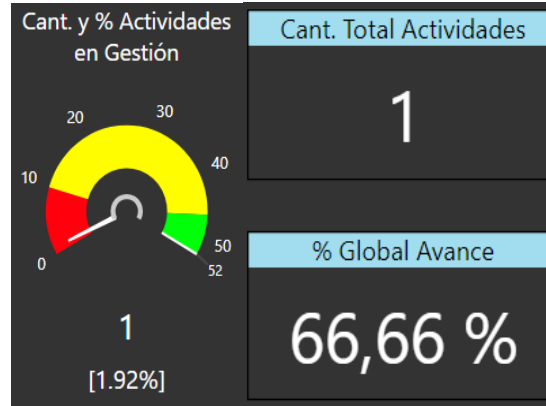 Cant. y % Actividades
en Gestión
0
10
20
30
40
50
52
1
[1.92%]
Cant. Total Actividades
1
% Global Avance
66,66 %